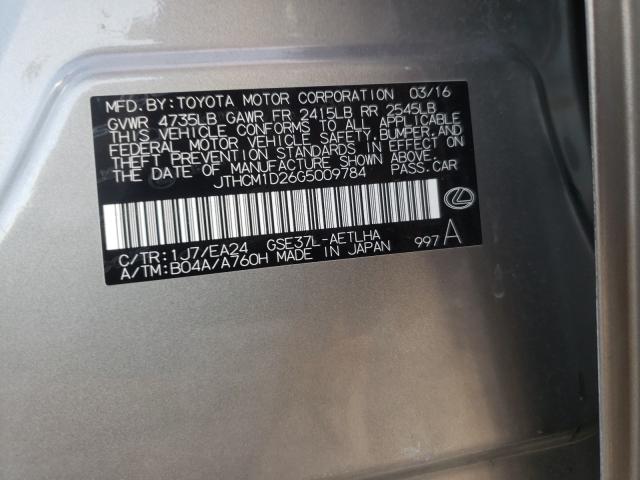 MFD.BY:TOYOTA MOTOR CORPORATION 03/16
GVWR 4735LB GAWR FR 2415LB RR 2545LB
THIS VEHICLE CONFORMS TO ALL APPLICABLE
FEDERAL MOTOR VEHICLE SAFETY,BUMPER,AND
THEFT PREVENTION STANDARDS IN EFFECT ON
THE DATE OF MANUFACTURE SHOWN ABOVE.
JTHCM1D26G5009784 PASS.CAR
C/TR:1J7/EA24 GSE37L-AETLHA
A/TM:B04A/A760H MADE IN JAPAN 997 A